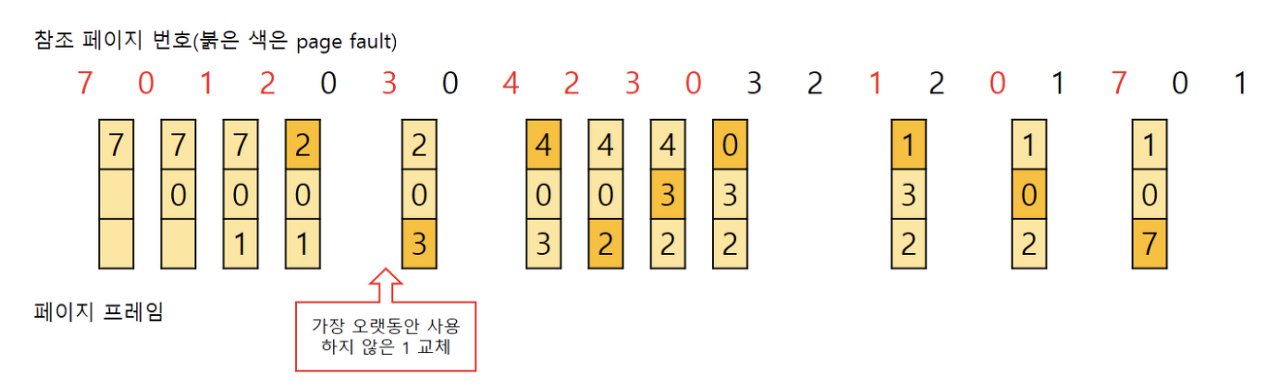 참조 페이지 번호(붉은 색은 page fault)
7 0 1 2 0 3 0 4 2 3 0 3 2 1 2 0 1 7 0 1
7 7 7 2 2 4 4 4 0 1 1 1
0 0 0 0 0 0 3 3 3 0 0
1 1 3 3 2 2 2 2 2 7
페이지 프레임
가장 오랫동안 사용
하지 않은 1 교체